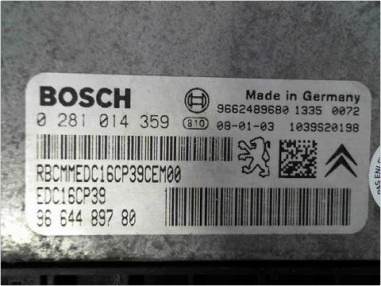 BOSCH
Made in Germany
9662489680 1335 0072
0 281 014 359 810 08-01-03 1039S20198
RBCMMEDC16CP39CEM00
EDC16CP39
96 644 897 80